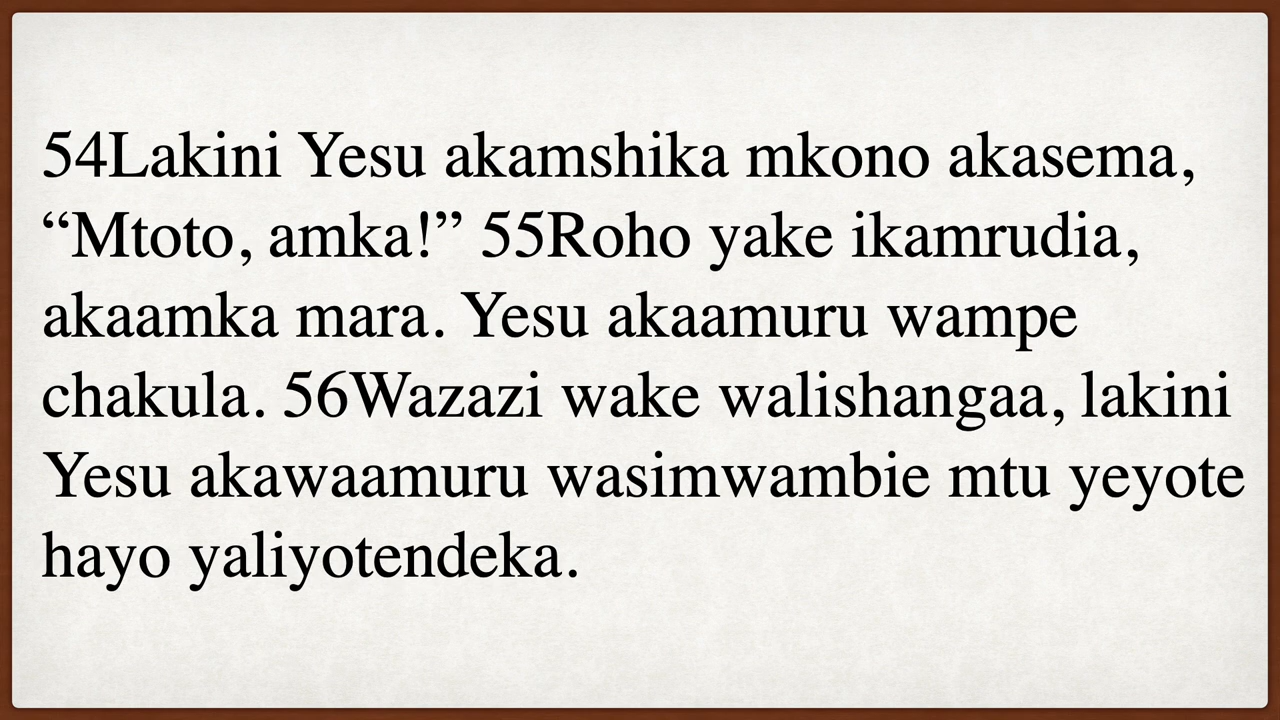 54Lakini Yesu akamshika mkono akasema,
“Mtoto, amka!” 55Roho yake ikamrudia,
akaamka mara. Yesu akaamuru wampe
chakula. 56Wazazi wake walishangaa, lakini
Yesu akawaamuru wasimwambie mtu yeyote
hayo yaliyotendeka.